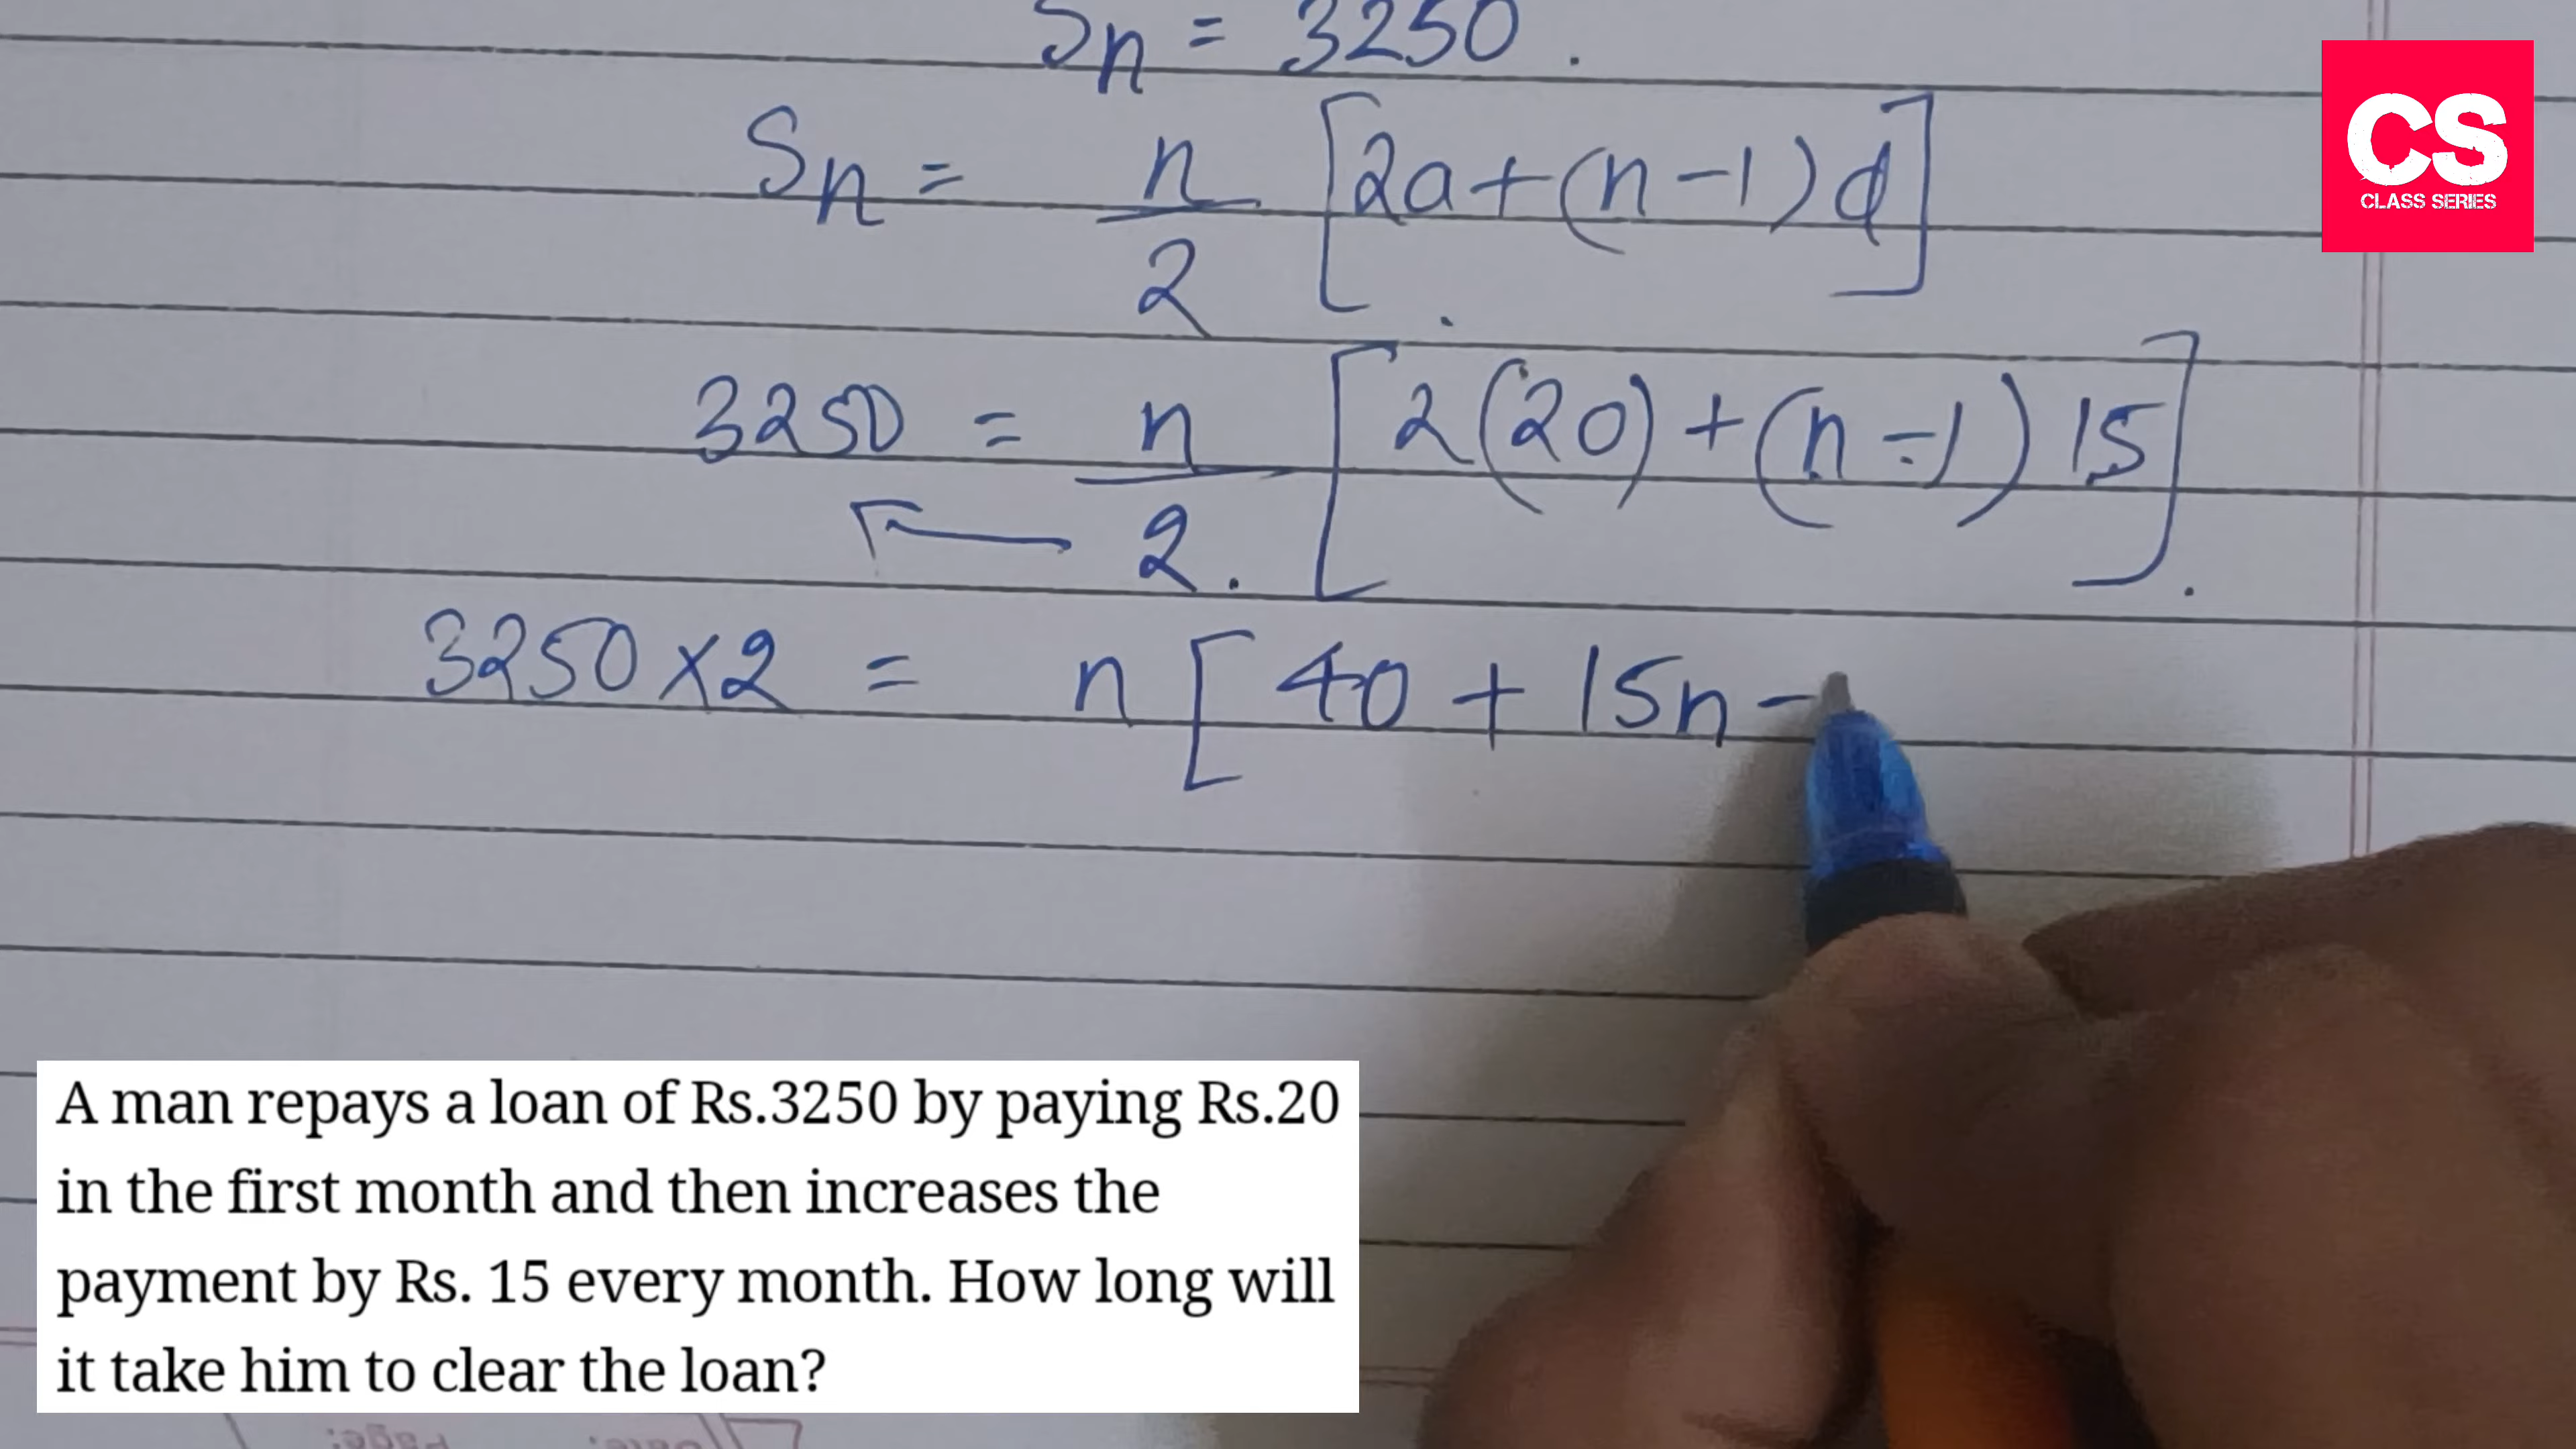 Sn = 3250.
CS
CLASS SERIES
Sn = n/2 [2a+(n-1)d]
3250 = n/2 [2(20)+(n-1)15]
3250×2 = n[40+15n-
A man repays a loan of Rs.3250 by paying Rs.20
in the first month and then increases the
payment by Rs. 15 every month. How long will
it take him to clear the loan?